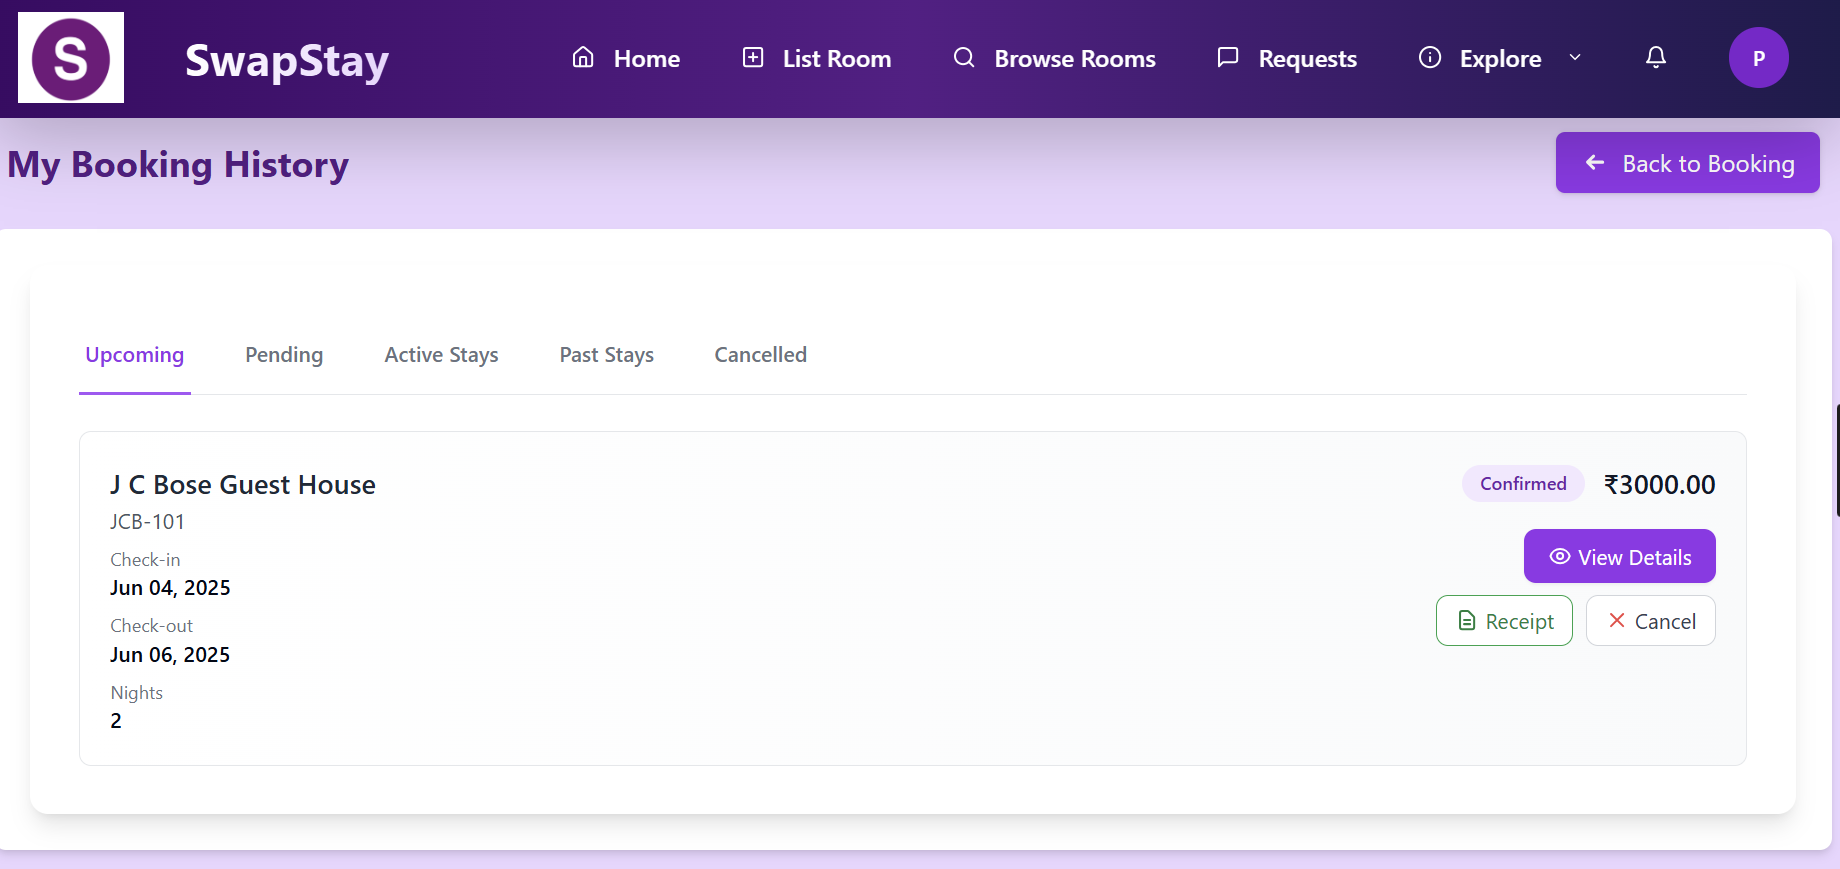 S
SwapStay
Home
List Room
Browse Rooms
Requests
Explore
P
My Booking History
Back to Booking
Upcoming
Pending
Active Stays
Past Stays
Cancelled
J C Bose Guest House
Confirmed
₹3000.00
JCB-101
Check-in
Jun 04, 2025
Check-out
Jun 06, 2025
Nights
2
View Details
Receipt
Cancel